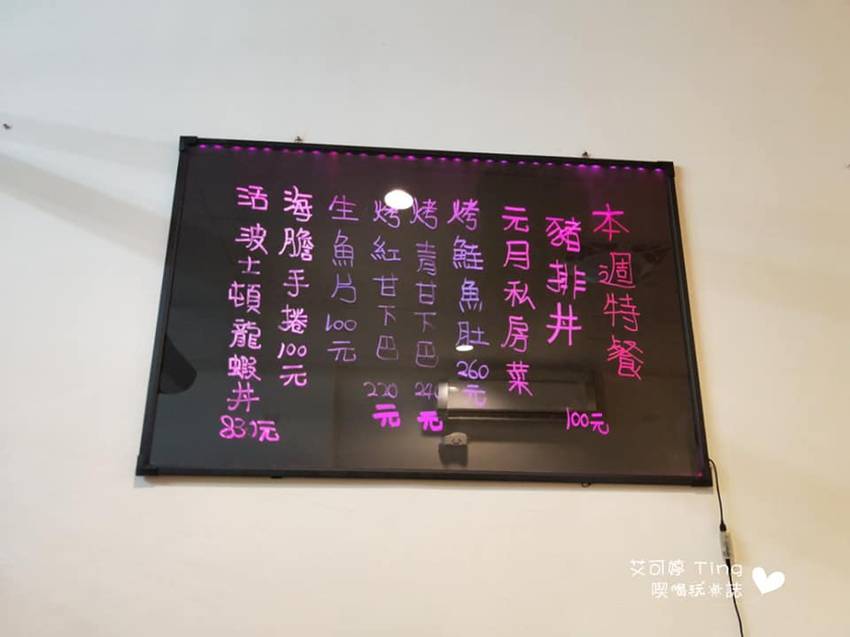 本週特餐
豬排丼
100元
元月私房菜
烤鮭魚肚260元
烤青甘下巴240元
烤紅甘下巴220元
生魚片100元
海膽手捲100元
活波士頓龍蝦丼
831元
艾可婷 Ting
喫喝玩樂誌